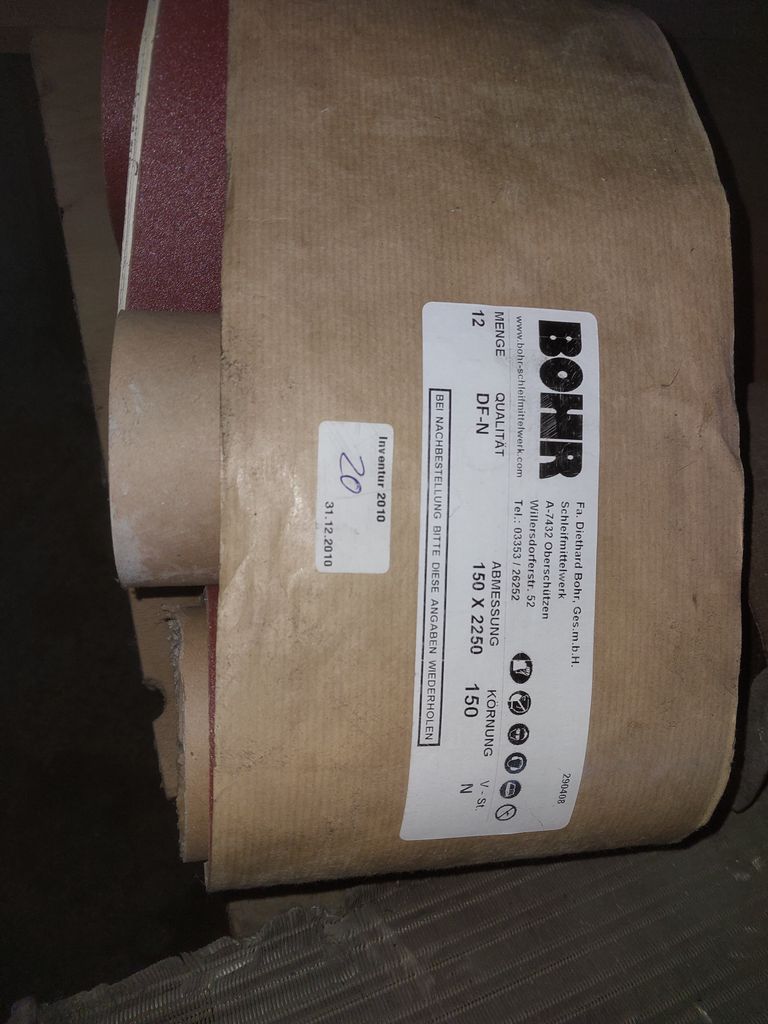 BOHR
www.bohr-schleifmittelwerk.com
Fa. Diethard Bohr, Ges.m.b.H.
Schleifmittelwerk
A-7432 Oberschützen
Willersdorferstr. 52
Tel.: 03353 / 26252
290408
MENGE QUALITÄT ABMESSUNG KÖRNUNG V - St.
12 DF-N 150 X 2250 150 N
BEI NACHBESTELLUNG BITTE DIESE ANGABEN WIEDERHOLEN
Inventur 2010
20
31.12.2010